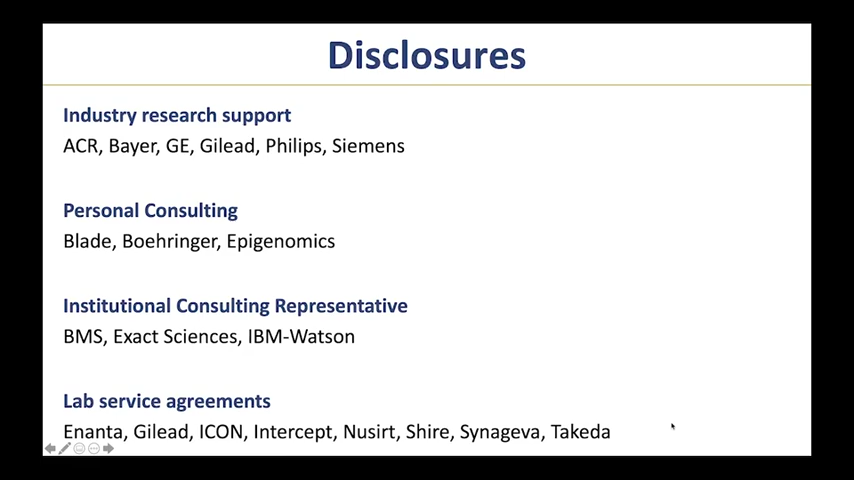 Disclosures
Industry research support
ACR, Bayer, GE, Gilead, Philips, Siemens
Personal Consulting
Blade, Boehringer, Epigenomics
Institutional Consulting Representative
BMS, Exact Sciences, IBM-Watson
Lab service agreements
Enanta, Gilead, ICON, Intercept, Nusirt, Shire, Synageva, Takeda